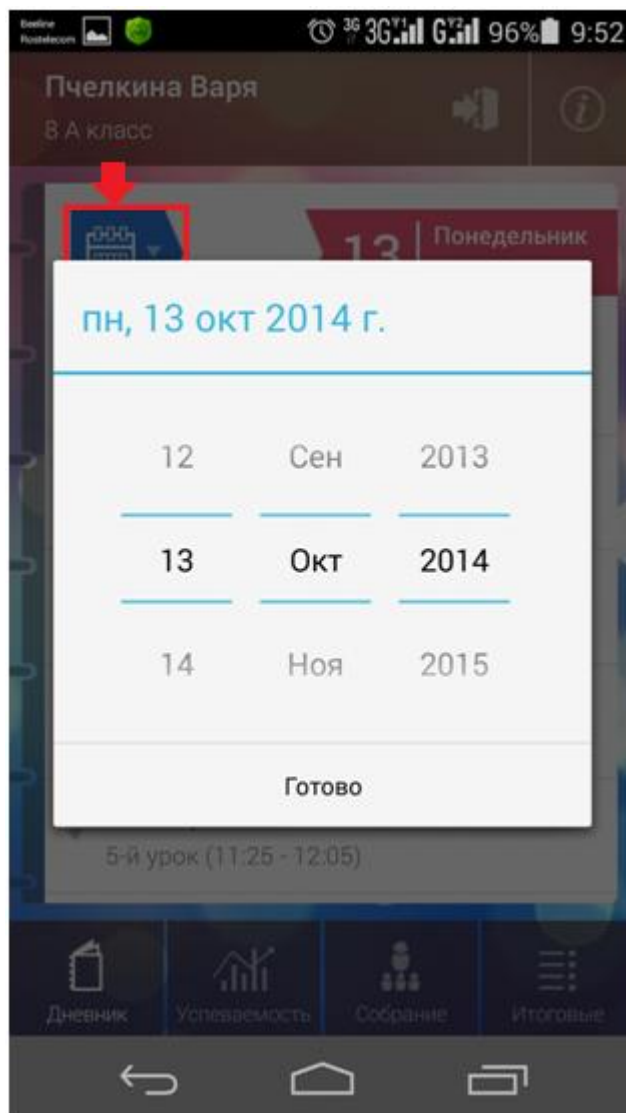 Beeline
Rostelecom
3G 3G G 96% 9:52
Пчелкина Варя
8 А класс
13 Понедельник
пн, 13 окт 2014 г.
12 Сен 2013
13 Окт 2014
14 Ноя 2015
Готово
5-й урок (11:25 - 12:05)
Дневник Успеваемость Собрание Итоговые